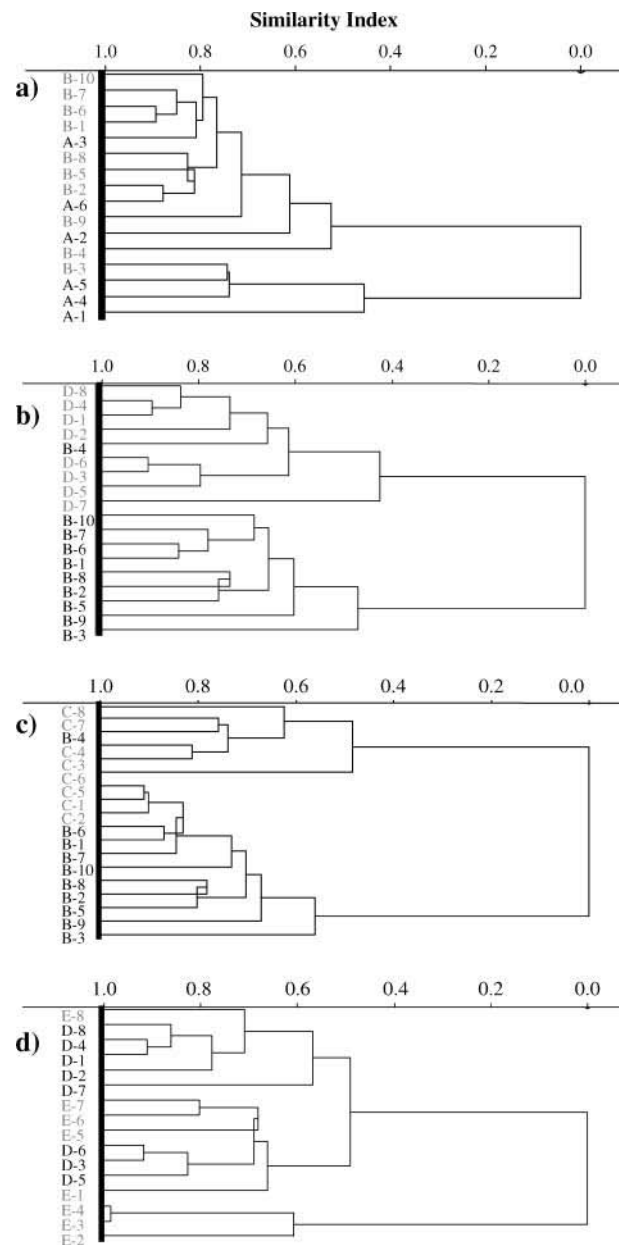 Similarity Index
1.0 0.8 0.6 0.4 0.2 0.0
a)
B-10
B-7
B-6
B-1
A-3
B-8
B-5
B-2
A-6
B-9
A-2
B-4
B-3
A-5
A-4
A-1
1.0 0.8 0.6 0.4 0.2 0.0
b)
D-8
D-4
D-1
D-2
B-4
D-6
D-3
D-5
D-7
B-10
B-7
B-6
B-1
B-8
B-2
B-5
B-9
B-3
1.0 0.8 0.6 0.4 0.2 0.0
c)
C-8
C-7
B-4
C-4
C-3
C-6
C-5
C-1
C-2
B-6
B-1
B-7
B-10
B-8
B-2
B-5
B-9
B-3
1.0 0.8 0.6 0.4 0.2 0.0
d)
E-8
D-8
D-4
D-1
D-2
D-7
E-7
E-6
E-5
D-6
D-3
D-5
E-1
E-4
E-3
E-2